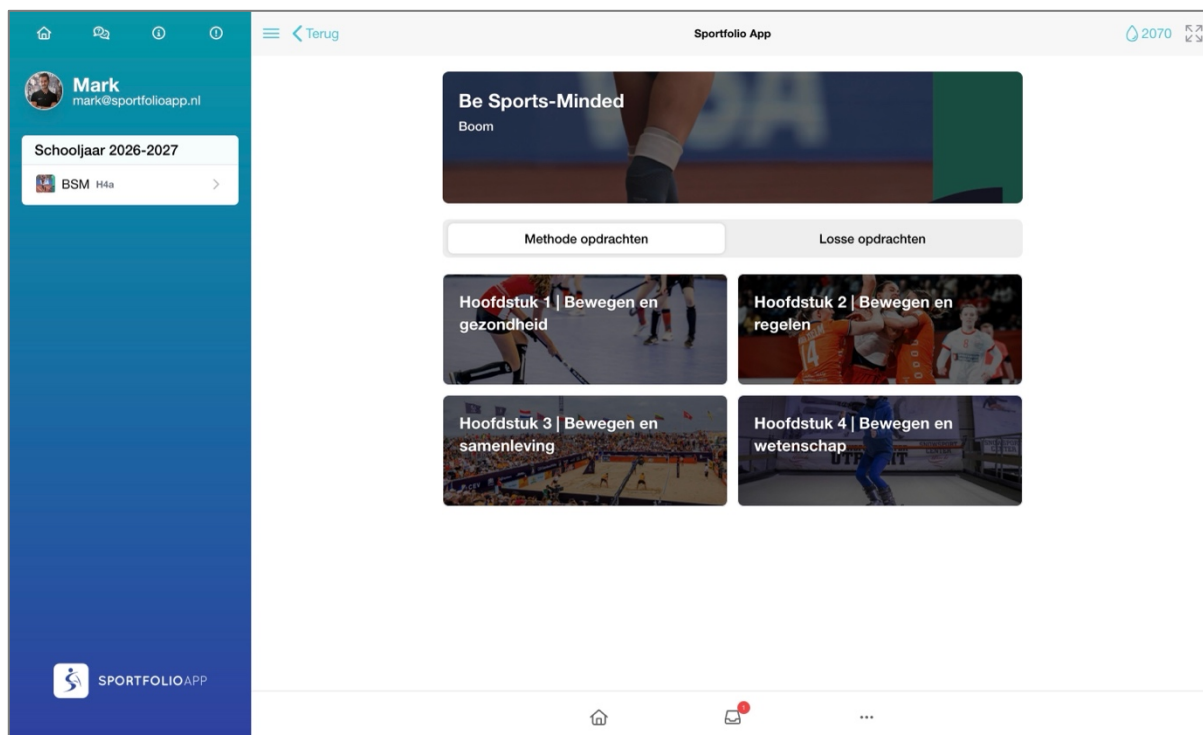 Terug
Sportfolio App
2070
Mark
mark@sportfolioapp.nl
Schooljaar 2026-2027
BSM H4a
Be Sports-Minded
Boom
Methode opdrachten
Losse opdrachten
Hoofdstuk 1 | Bewegen en
gezondheid
Hoofdstuk 2 | Bewegen en
regelen
Hoofdstuk 3 | Bewegen en
samenleving
Hoofdstuk 4 | Bewegen en
wetenschap
SPORTFOLIOAPP
1
...